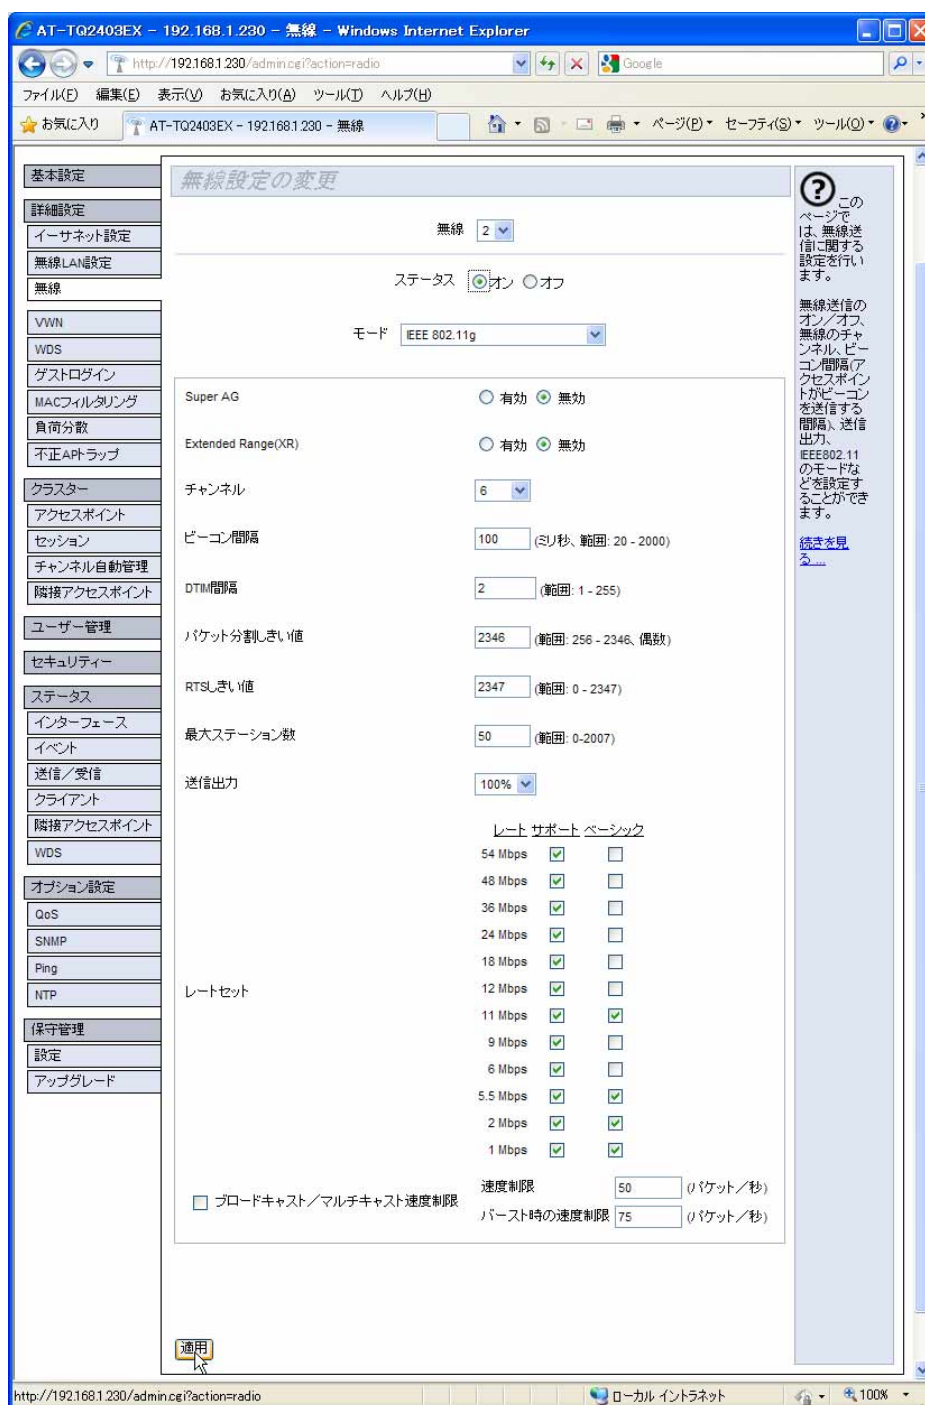 AT-TQ2403EX - 192.168.1.230 - 無線 - Windows Internet Explorer
http://192.168.1.230/admin.cgi?action=radio
Google
ファイル(F) 編集(E) 表示(V) お気に入り(A) ツール(T) ヘルプ(H)
お気に入り AT-TQ2403EX - 192.168.1.230 - 無線 ページ(P) セーフティ(S) ツール(O)
基本設定
詳細設定
イーサネット設定
無線LAN設定
無線
VWN
WDS
ゲストログイン
MACフィルタリング
負荷分散
不正APトラップ
クラスター
アクセスポイント
セッション
チャンネル自動管理
隣接アクセスポイント
ユーザー管理
セキュリティー
ステータス
インターフェース
イベント
送信/受信
クライアント
隣接アクセスポイント
WDS
オプション設定
QoS
SNMP
Ping
NTP
保守管理
設定
アップグレード
無線設定の変更
無線 2
ステータス オン オフ
モード IEEE 802.11g
Super AG 有効 無効
Extended Range(XR) 有効 無効
チャンネル 6
ビーコン間隔 100 (ミリ秒、範囲: 20 - 2000)
DTIM間隔 2 (範囲: 1 - 255)
パケット分割しきい値 2346 (範囲: 256 - 2346、偶数)
RTSしきい値 2347 (範囲: 0 - 2347)
最大ステーション数 50 (範囲: 0-2007)
送信出力 100%
レート サポート ベーシック
54 Mbps
48 Mbps
36 Mbps
24 Mbps
18 Mbps
12 Mbps
レートセット
11 Mbps
9 Mbps
6 Mbps
5.5 Mbps
2 Mbps
1 Mbps
ブロードキャスト/マルチキャスト速度制限
速度制限 50 (パケット/秒)
バースト時の速度制限 75 (パケット/秒)
適用
?この
ページで
は、無線送
信に関する
設定を行い
ます。
無線送信の
オン/オフ、
無線のチャ
ンネル、ビー
コン間隔(ア
クセスポイン
トがビーコン
を送信する
間隔)、送信
出力、
IEEE802.11
のモードな
どを設定す
ることができ
ます。
続きを見
る ...
http://192.168.1.230/admin.cgi?action=radio ローカル イントラネット 100%